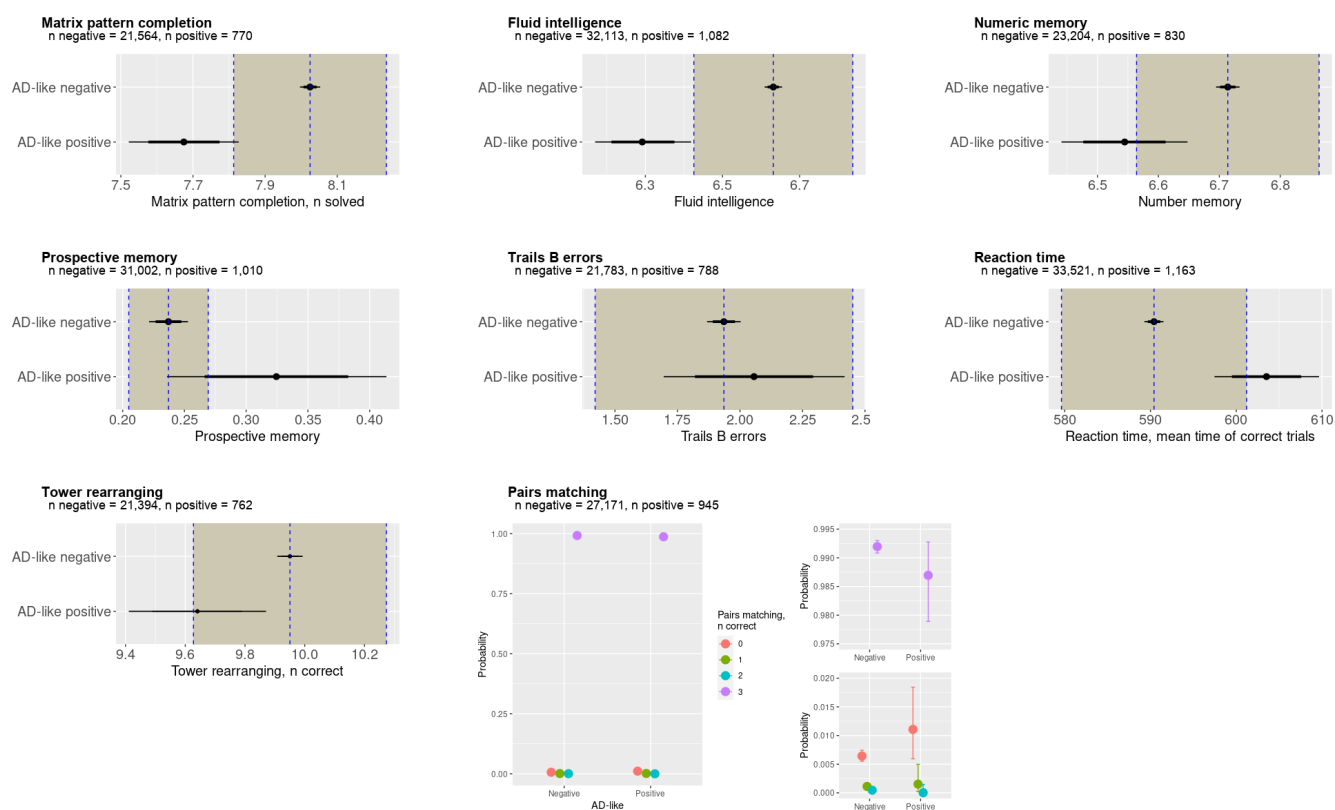 Matrix pattern completion
n negative = 21,564, n positive = 770
AD-like negative
AD-like positive
7.5 7.7 7.9 8.1
Matrix pattern completion, n solved
Fluid intelligence
n negative = 32,113, n positive = 1,082
AD-like negative
AD-like positive
6.3 6.5 6.7
Fluid intelligence
Numeric memory
n negative = 23,204, n positive = 830
AD-like negative
AD-like positive
6.5 6.6 6.7 6.8
Number memory
Prospective memory
n negative = 31,002, n positive = 1,010
AD-like negative
AD-like positive
0.20 0.25 0.30 0.35 0.40
Prospective memory
Trails B errors
n negative = 21,783, n positive = 788
AD-like negative
AD-like positive
1.50 1.75 2.00 2.25 2.5
Trails B errors
Reaction time
n negative = 33,521, n positive = 1,163
AD-like negative
AD-like positive
580 590 600 610
Reaction time, mean time of correct trials
Tower rearranging
n negative = 21,394, n positive = 762
AD-like negative
AD-like positive
9.4 9.6 9.8 10.0 10.2
Tower rearranging, n correct
Pairs matching
n negative = 27,171, n positive = 945
1.00
0.75
0.50
0.25
0.00
Probability
Negative Positive
AD-like
Pairs matching,
n correct
0
1
2
3
0.995
0.990
0.985
0.980
0.975
Probability
Negative Positive
0.020
0.015
0.010
0.005
0.000
Probability
Negative Positive